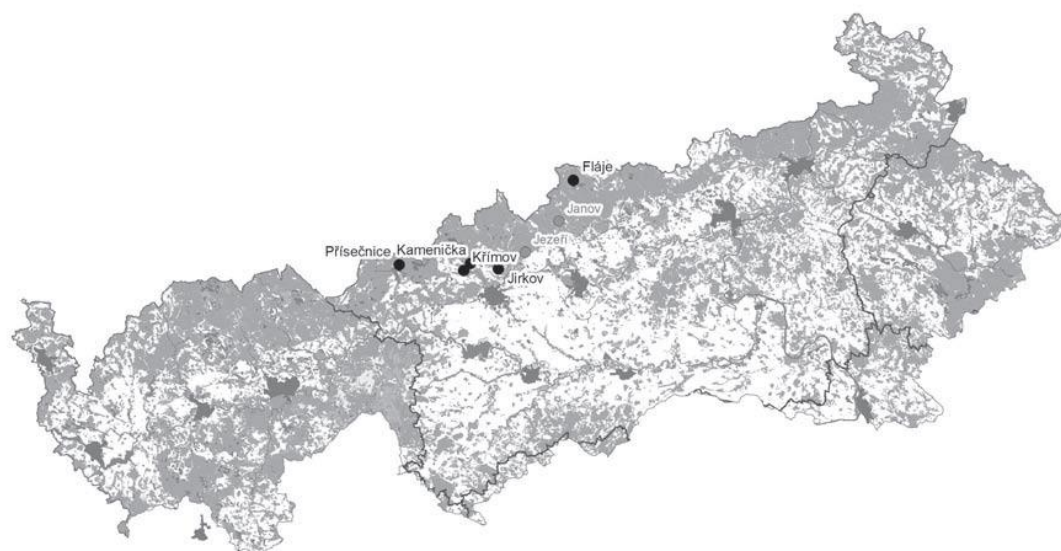 Fláje
Janov
Jezeří
Přísečnice
Kamenička
Křímov
Jirkov